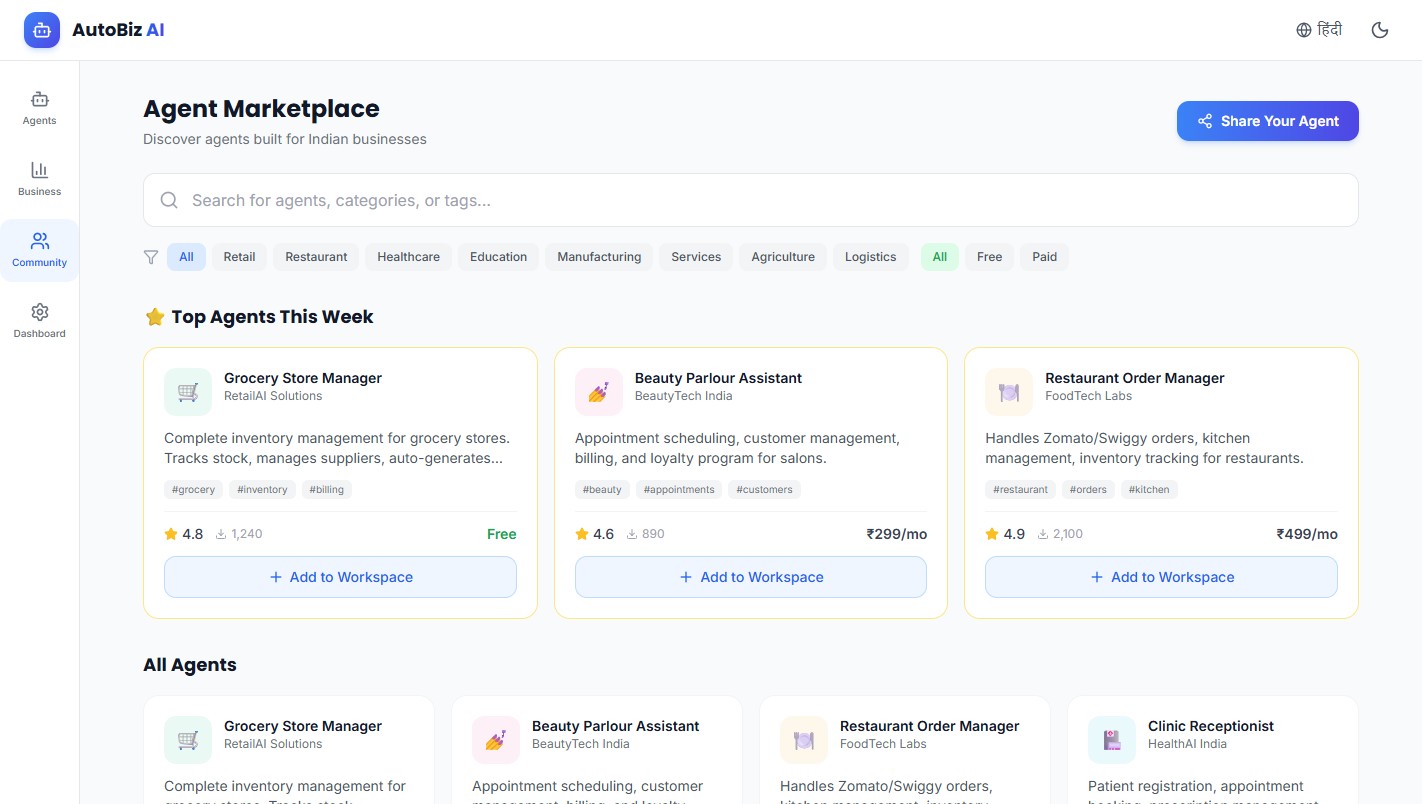 AutoBiz AI
हिंदी
Agents
Business
Community
Dashboard
Agent Marketplace
Discover agents built for Indian businesses
Share Your Agent
Search for agents, categories, or tags...
All Retail Restaurant Healthcare Education Manufacturing Services Agriculture Logistics All Free Paid
Top Agents This Week
Grocery Store Manager
RetailAI Solutions
Complete inventory management for grocery stores.
Tracks stock, manages suppliers, auto-generates...
#grocery #inventory #billing
4.8 1,240 Free
Add to Workspace
Beauty Parlour Assistant
BeautyTech India
Appointment scheduling, customer management,
billing, and loyalty program for salons.
#beauty #appointments #customers
4.6 890 ₹299/mo
Add to Workspace
Restaurant Order Manager
FoodTech Labs
Handles Zomato/Swiggy orders, kitchen
management, inventory tracking for restaurants.
#restaurant #orders #kitchen
4.9 2,100 ₹499/mo
Add to Workspace
All Agents
Grocery Store Manager
RetailAI Solutions
Complete inventory management for
Beauty Parlour Assistant
BeautyTech India
Appointment scheduling, customer
Restaurant Order Manager
FoodTech Labs
Handles Zomato/Swiggy orders,
Clinic Receptionist
HealthAI India
Patient registration, appointment